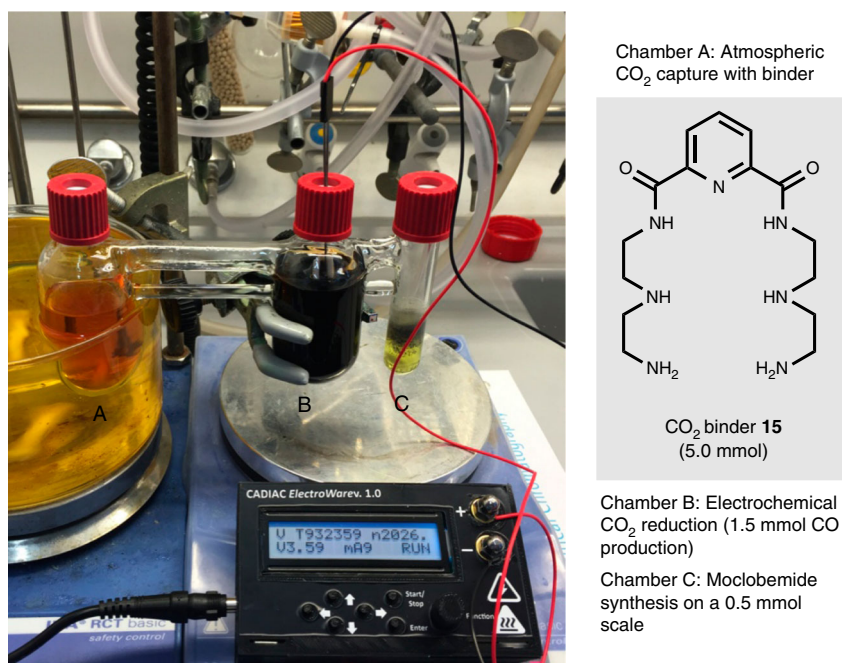 A
B
C
CADIAC ElectroWarev. 1.0
V T932359 n2026.
V3.59 mA9 RUN
+
−
Start/
Stop
Enter
Function
RCT basic
safety control
Chamber A: Atmospheric
CO₂ capture with binder
O
O
N
NH
HN
NH
HN
NH₂
H₂N
CO₂ binder 15
(5.0 mmol)
Chamber B: Electrochemical
CO₂ reduction (1.5 mmol CO
production)
Chamber C: Moclobemide
synthesis on a 0.5 mmol
scale